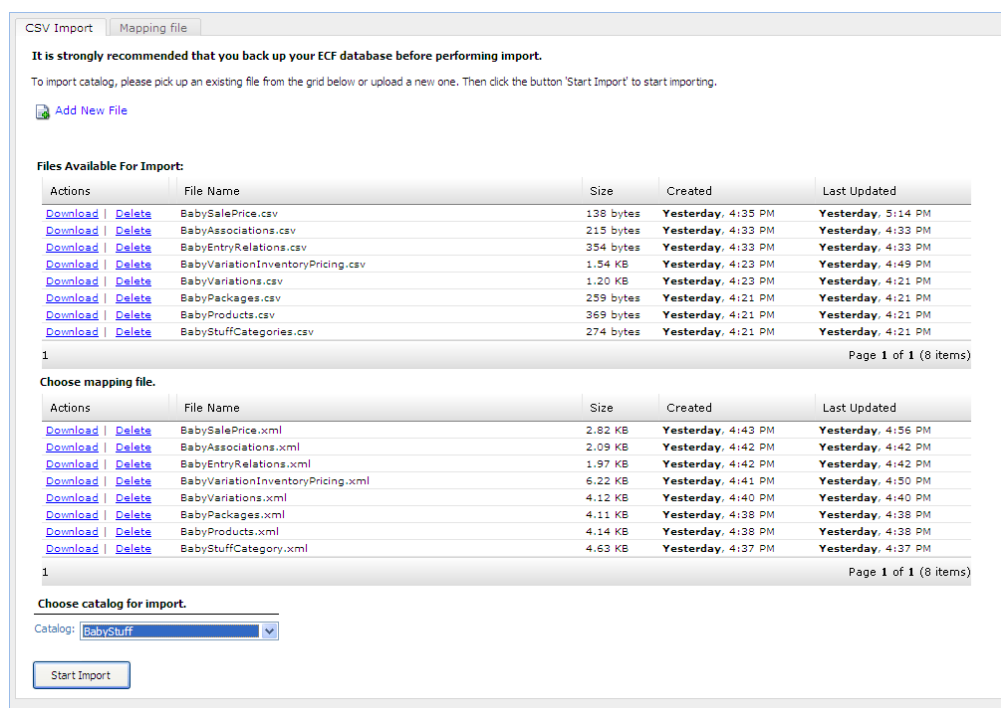 CSV Import Mapping file
It is strongly recommended that you back up your ECF database before performing import.
To import catalog, please pick up an existing file from the grid below or upload a new one. Then click the button 'Start Import' to start importing.
Add New File
Files Available For Import:
Actions File Name Size Created Last Updated
Download | Delete BabySalePrice.csv 138 bytes Yesterday, 4:35 PM Yesterday, 5:14 PM
Download | Delete BabyAssociations.csv 215 bytes Yesterday, 4:33 PM Yesterday, 4:33 PM
Download | Delete BabyEntryRelations.csv 354 bytes Yesterday, 4:33 PM Yesterday, 4:33 PM
Download | Delete BabyVariationInventoryPricing.csv 1.54 KB Yesterday, 4:23 PM Yesterday, 4:49 PM
Download | Delete BabyVariations.csv 1.20 KB Yesterday, 4:23 PM Yesterday, 4:21 PM
Download | Delete BabyPackages.csv 259 bytes Yesterday, 4:21 PM Yesterday, 4:21 PM
Download | Delete BabyProducts.csv 369 bytes Yesterday, 4:21 PM Yesterday, 4:21 PM
Download | Delete BabyStuffCategories.csv 274 bytes Yesterday, 4:21 PM Yesterday, 4:21 PM
1 Page 1 of 1 (8 items)
Choose mapping file.
Actions File Name Size Created Last Updated
Download | Delete BabySalePrice.xml 2.82 KB Yesterday, 4:43 PM Yesterday, 4:56 PM
Download | Delete BabyAssociations.xml 2.09 KB Yesterday, 4:42 PM Yesterday, 4:42 PM
Download | Delete BabyEntryRelations.xml 1.97 KB Yesterday, 4:42 PM Yesterday, 4:42 PM
Download | Delete BabyVariationInventoryPricing.xml 6.22 KB Yesterday, 4:41 PM Yesterday, 4:50 PM
Download | Delete BabyVariations.xml 4.12 KB Yesterday, 4:40 PM Yesterday, 4:40 PM
Download | Delete BabyPackages.xml 4.11 KB Yesterday, 4:38 PM Yesterday, 4:38 PM
Download | Delete BabyProducts.xml 4.14 KB Yesterday, 4:38 PM Yesterday, 4:38 PM
Download | Delete BabyStuffCategory.xml 4.63 KB Yesterday, 4:37 PM Yesterday, 4:37 PM
1 Page 1 of 1 (8 items)
Choose catalog for import.
Catalog: BabyStuff
Start Import